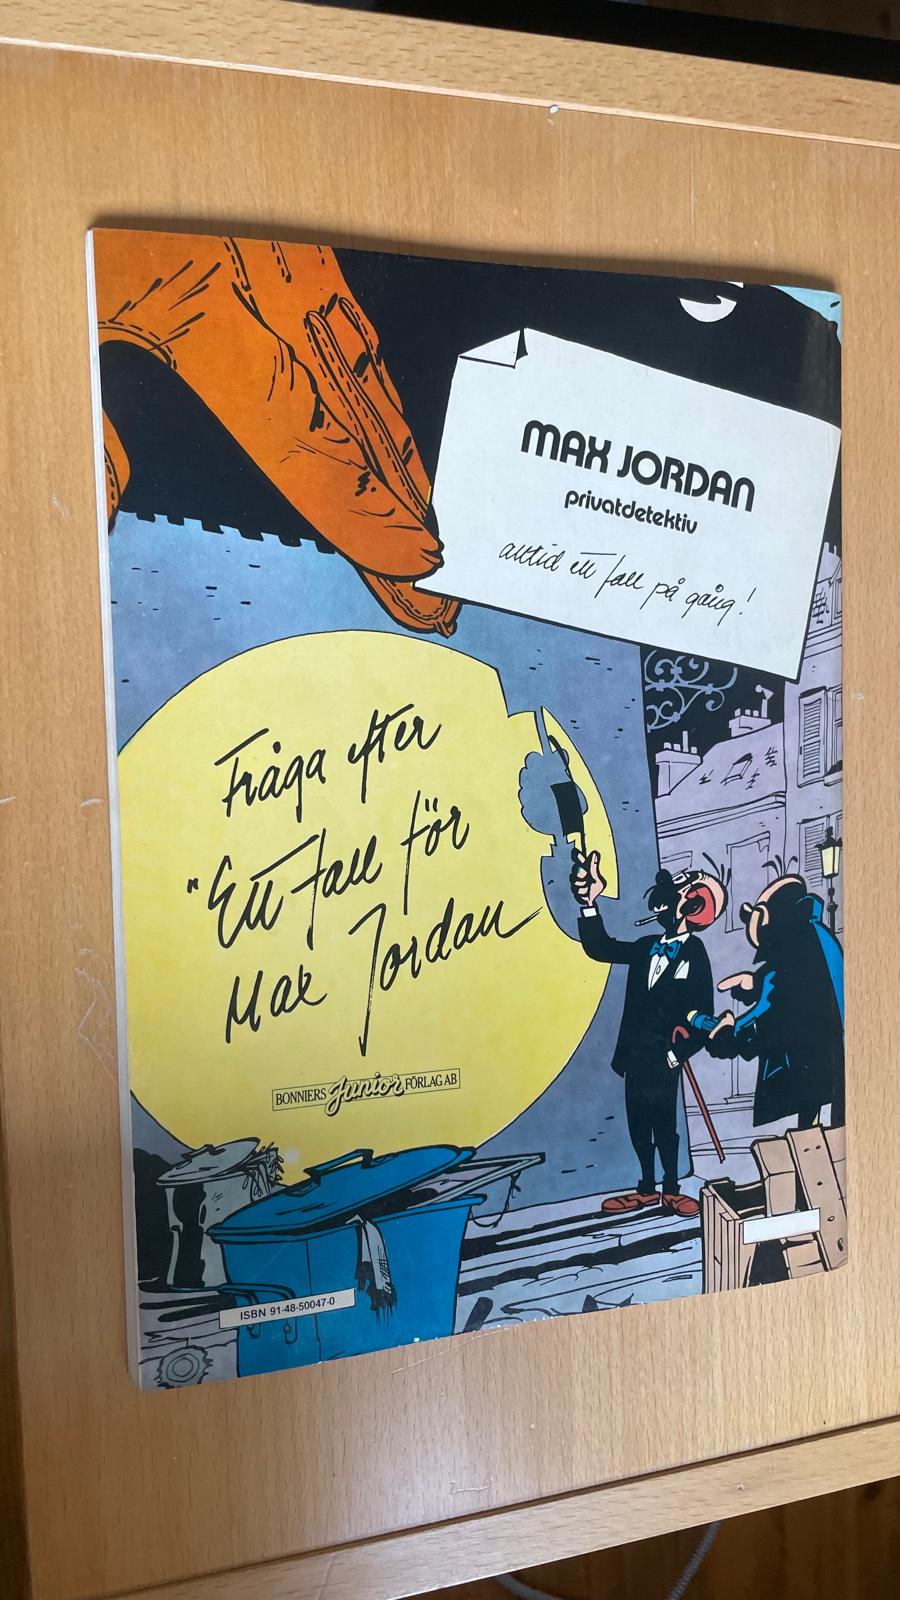 MAX JORDAN
privatdetektiv
alltid ett fall på gång!
Fråga efter
"Ett fall för
Max Jordan
BONNIERS Junior FÖRLAG AB
ISBN 91-48-50047-0